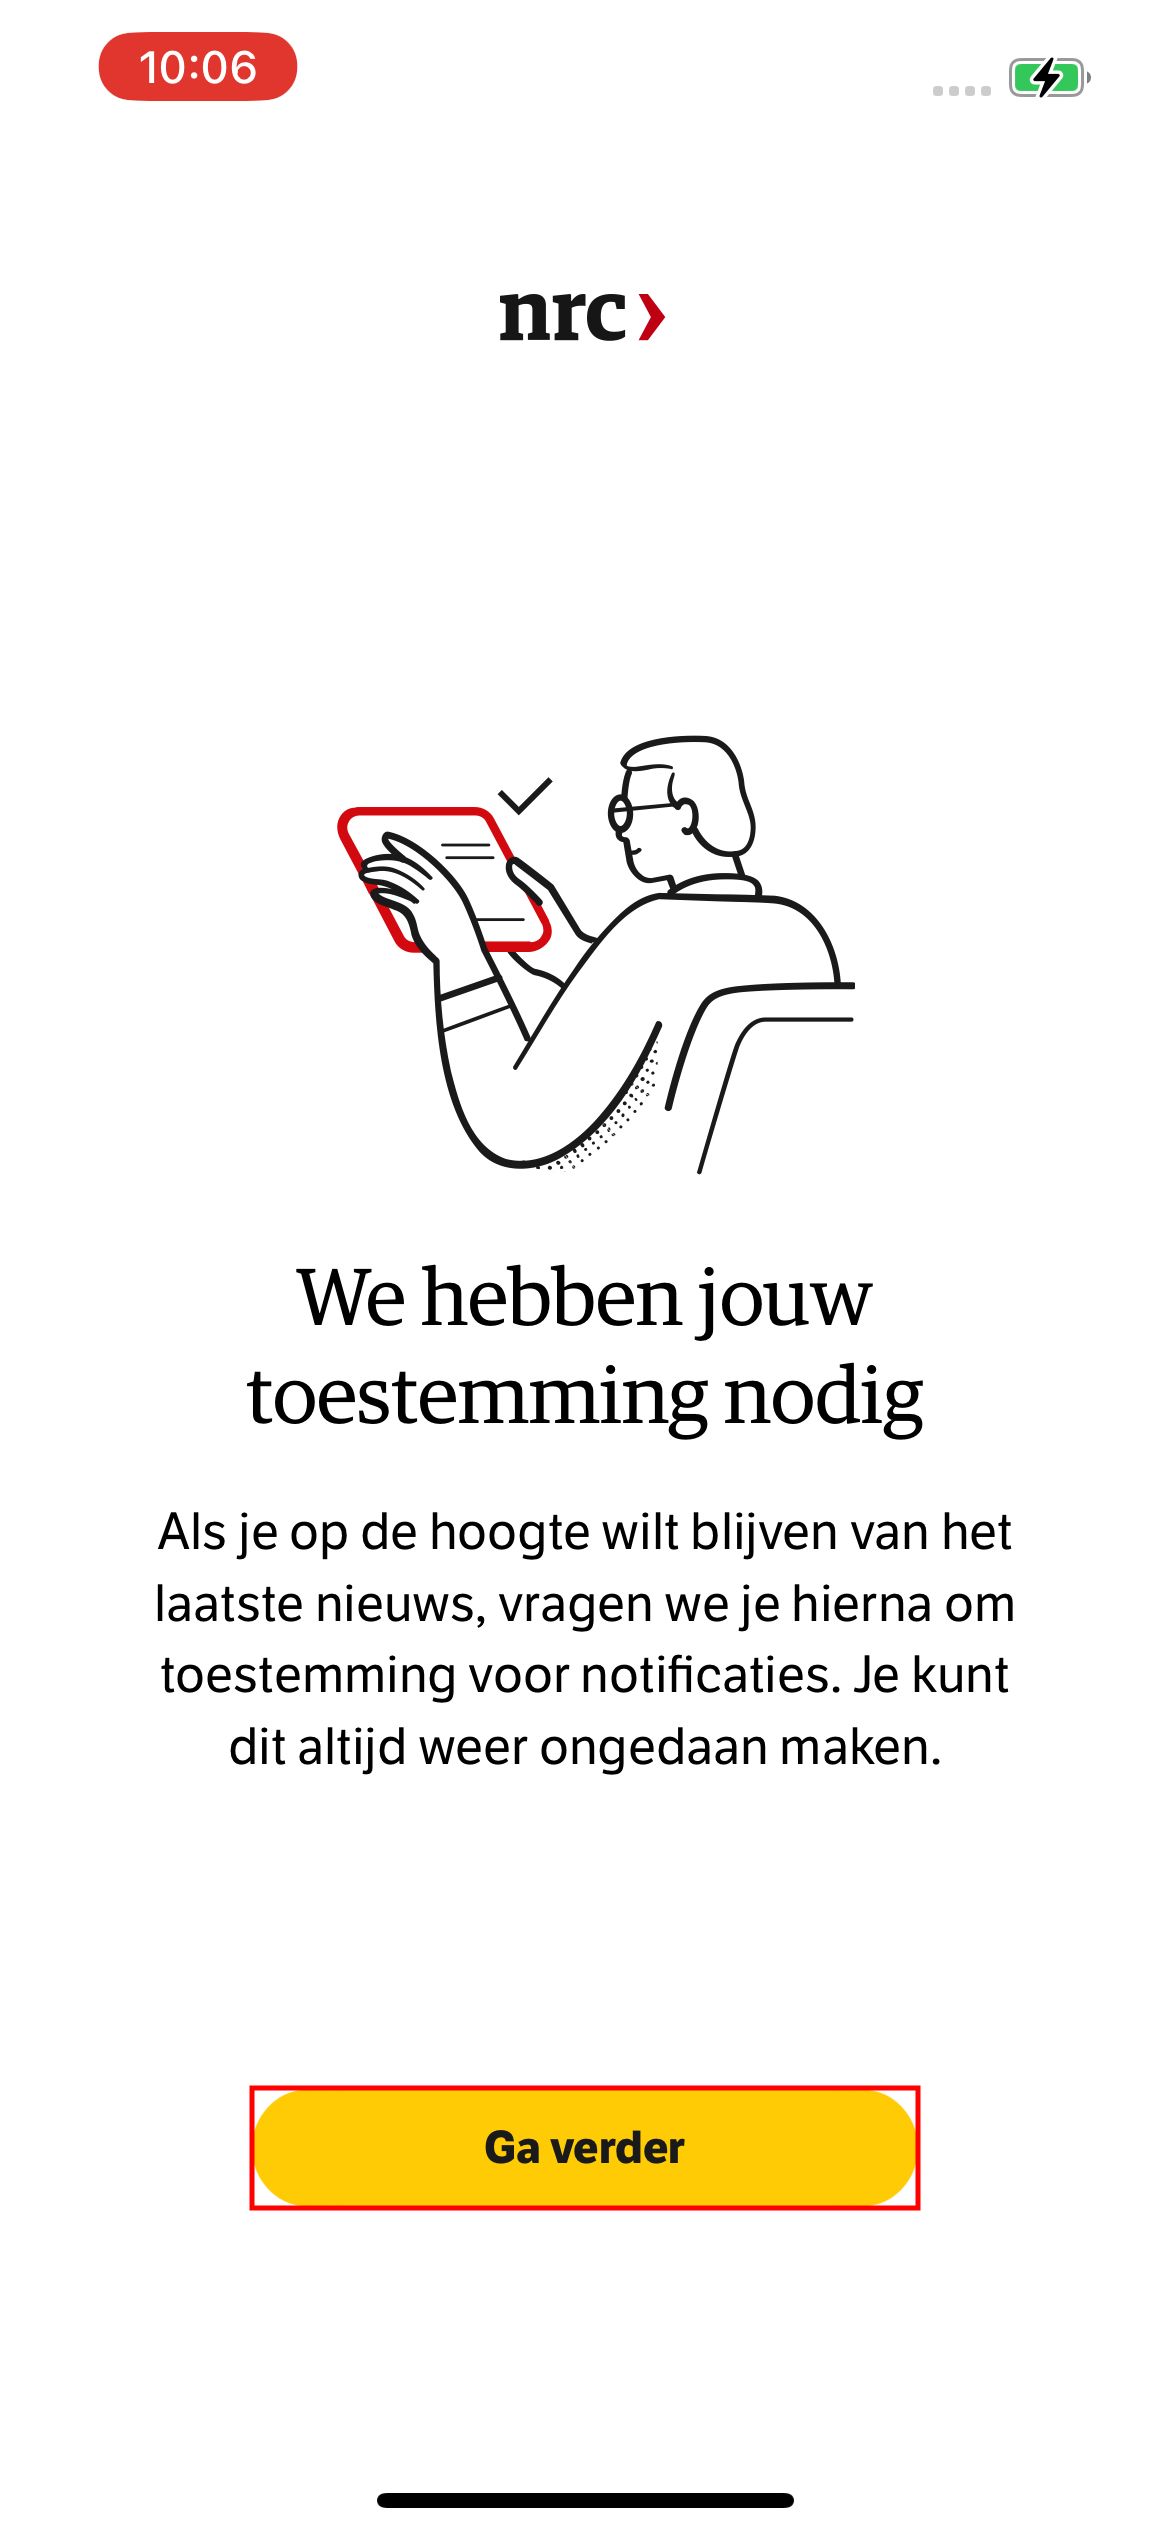 10:06
nrc
We hebben jouw
toestemming nodig
Als je op de hoogte wilt blijven van het
laatste nieuws, vragen we je hierna om
toestemming voor notificaties. Je kunt
dit altijd weer ongedaan maken.
Ga verder